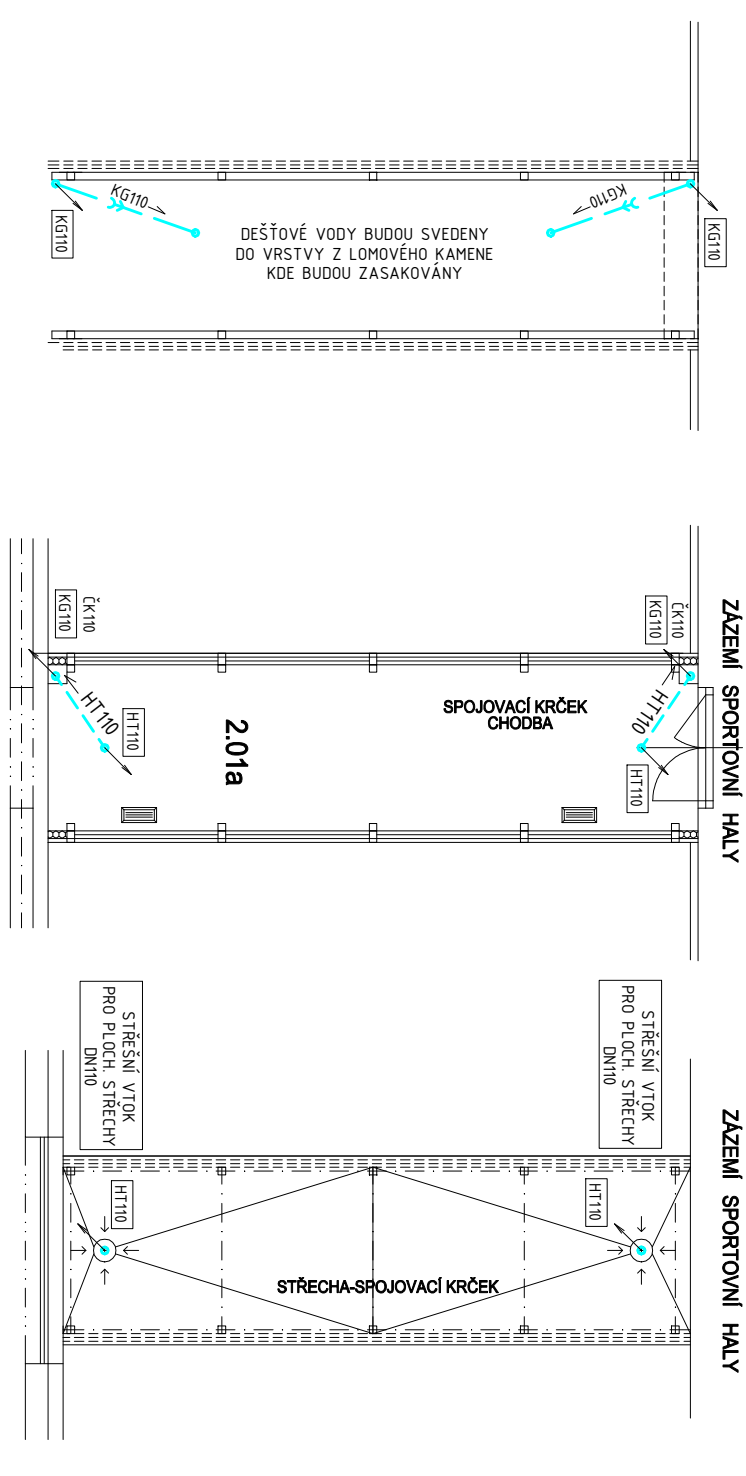 KG110
KG110
KG110
KG110
DEŠŤOVÉ VODY BUDOU SVEDENY
DO VRSTVY Z LOMOVÉHO KAMENE
KDE BUDOU ZASAKOVÁNY
ZÁZEMÍ SPORTOVNÍ HALY
ČK110
KG110
ČK110
KG110
HT110
HT110
HT110
HT110
SPOJOVACÍ KRČEK
CHODBA
2.01a
ZÁZEMÍ SPORTOVNÍ HALY
STŘEŠNÍ VTOK
PRO PLOCH. STŘECHY
DN110
STŘEŠNÍ VTOK
PRO PLOCH. STŘECHY
DN110
HT110
HT110
STŘECHA-SPOJOVACÍ KRČEK